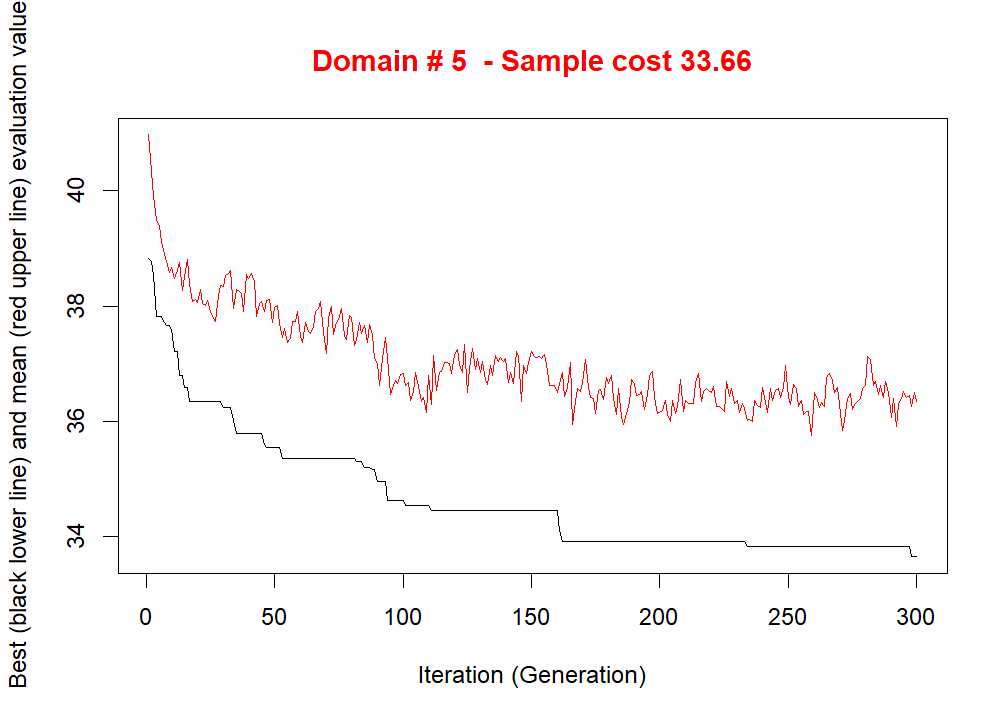 Domain # 5  - Sample cost 33.66
Best (black lower line) and mean (red upper line) evaluation value
40
38
36
34
0 50 100 150 200 250 300
Iteration (Generation)